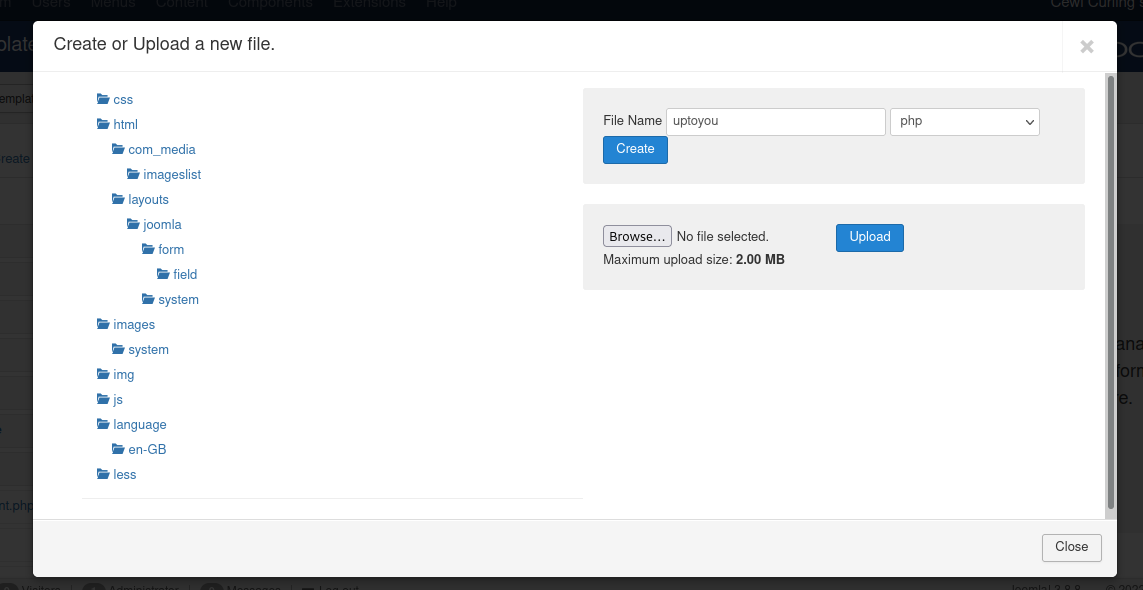 Users Menus Content Components Extensions Help
Create or Upload a new file.
css
html
com_media
imageslist
layouts
joomla
form
field
system
images
system
img
js
language
en-GB
less
File Name uptoyou php
Create
Browse... No file selected. Upload
Maximum upload size: 2.00 MB
Close